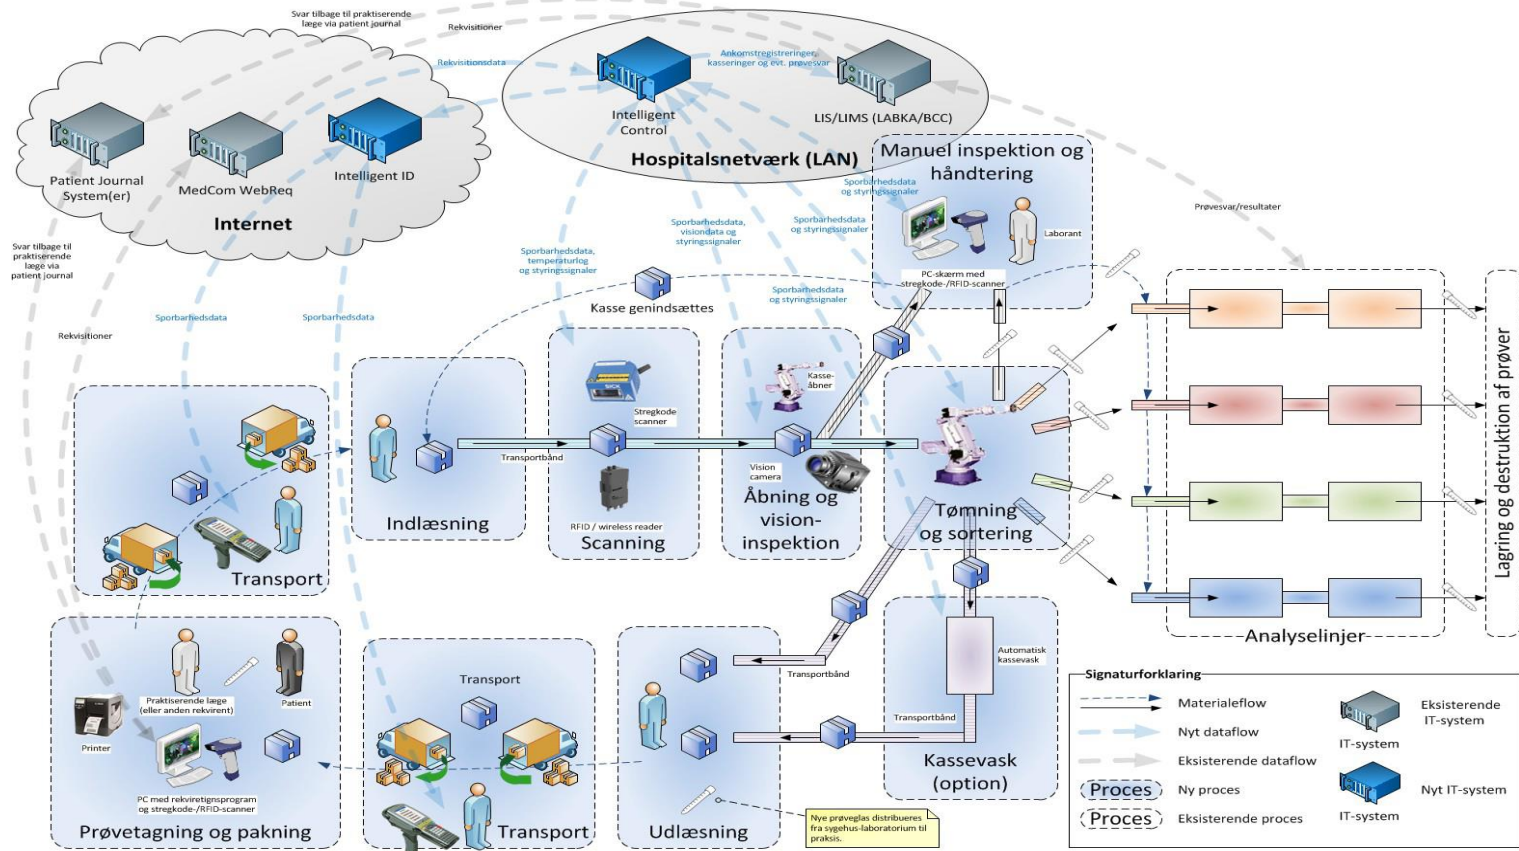 Svar tilbage til praktiserende
læge via patient journal
Rekvisitioner
Rekvisitionsdata
Ankomstregistreringer,
kasseringer og evt. prøvesvar
Intelligent
Control
LIS/LIMS (LABKA/BCC)
Hospitalsnetværk (LAN)
Patient Journal
System(er)
MedCom WebReq
Intelligent ID
Internet
Manuel inspektion og
håndtering
Sporbarhedsdata
og styringssignaler
Laborant
PC-skærm med
stregkode-/RFID-scanner
Prøvesvar/resultater
Svar tilbage til
praktiserende
læge via
patient journal
Rekvisitioner
Sporbarhedsdata
Sporbarhedsdata
Sporbarhedsdata,
temperaturlog
og styringssignaler
Sporbarhedsdata,
visiondata og
styringssignaler
Sporbarhedsdata
og styringssignaler
Sporbarhedsdata
og styringssignaler
Kasse genindsættes
Transport
Indlæsning
Transportbånd
Stregkode
scanner
RFID / wireless reader
Scanning
Kasse-
åbner
Vision
camera
Åbning og
vision-
inspektion
Tømning
og sortering
Analyselinjer
Lagring og destruktion af prøver
Praktiserende læge
(eller anden rekvirent)
Patient
Printer
PC med rekviretignsprogram
og stregkode-/RFID-scanner
Prøvetagning og pakning
Transport
Transport
Udlæsning
Transportbånd
Transportbånd
Automatisk
kassevask
Kassevask
(option)
Nye prøveglas distribueres
fra sygehus-laboratorium til
praksis.
Signaturforklaring
Materialeflow
Nyt dataflow
Eksisterende dataflow
Proces
Ny proces
Proces
Eksisterende proces
IT-system
Eksisterende
IT-system
IT-system
Nyt IT-system